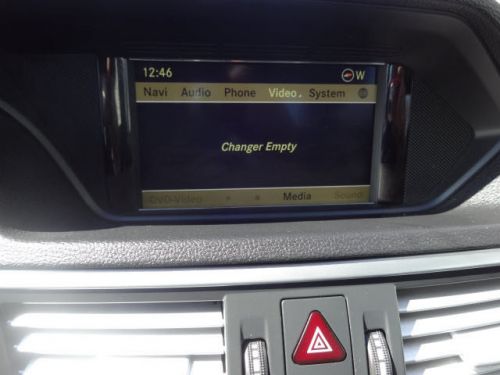 12:46 W
Navi Audio Phone Video. System
Changer Empty
DVD-Video Media Sound